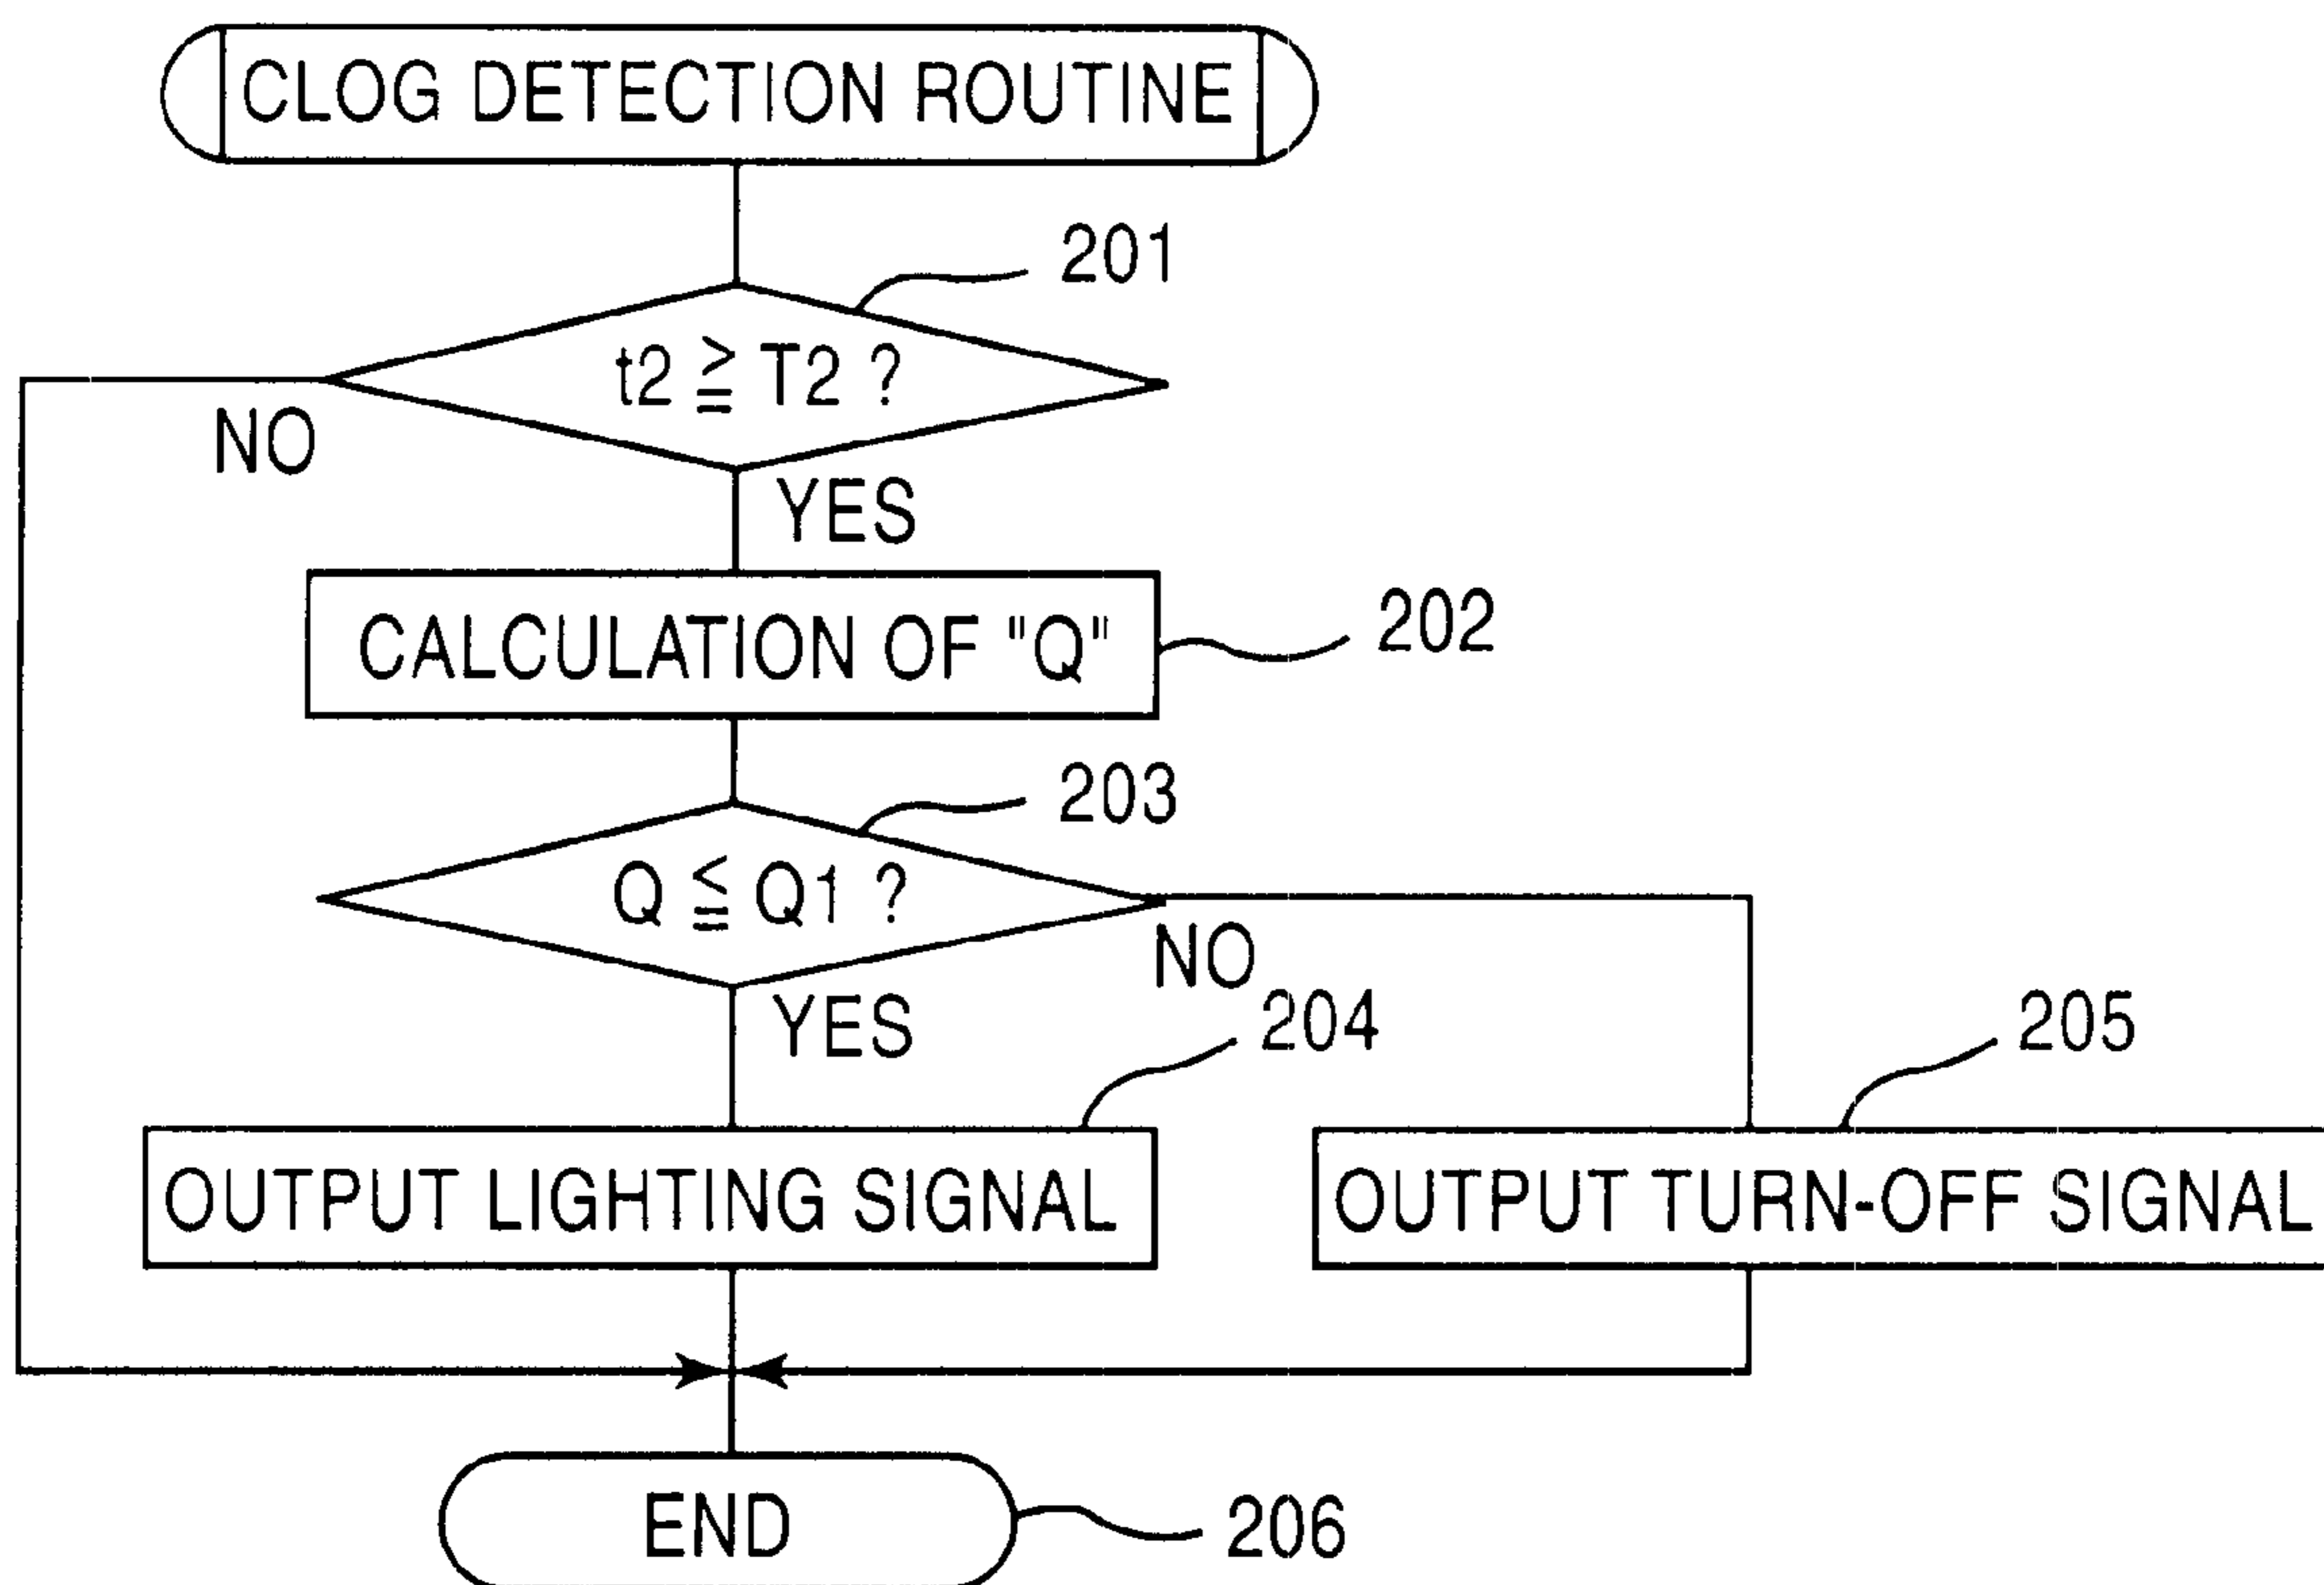 CLOG DETECTION ROUTINE
201
t2 ≧ T2 ?
NO
YES
CALCULATION OF "Q"
202
203
Q ≦ Q1 ?
NO
YES
204
205
OUTPUT LIGHTING SIGNAL
OUTPUT TURN-OFF SIGNAL
END
206